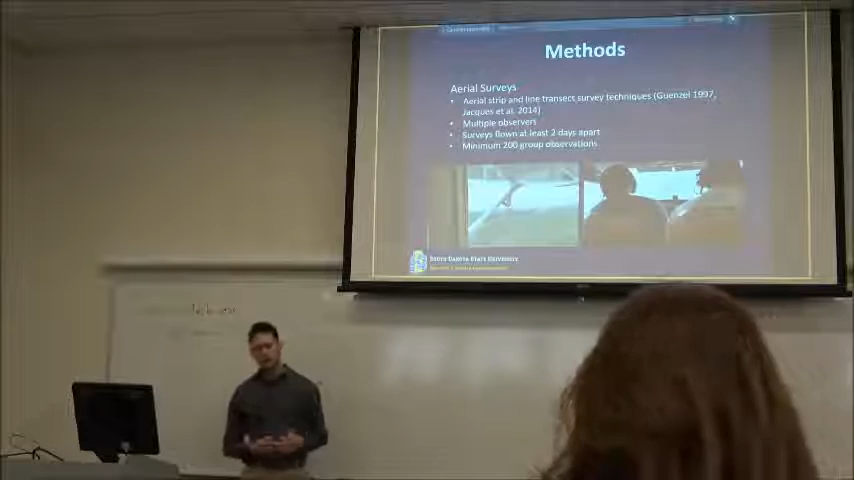 Methods
Aerial Surveys
• Aerial strip and line transect survey techniques (Guenzel 1997,
Jacques et al. 2014)
• Multiple observers
• Surveys flown at least 2 days apart
• Minimum 200 group observations
South Dakota State University